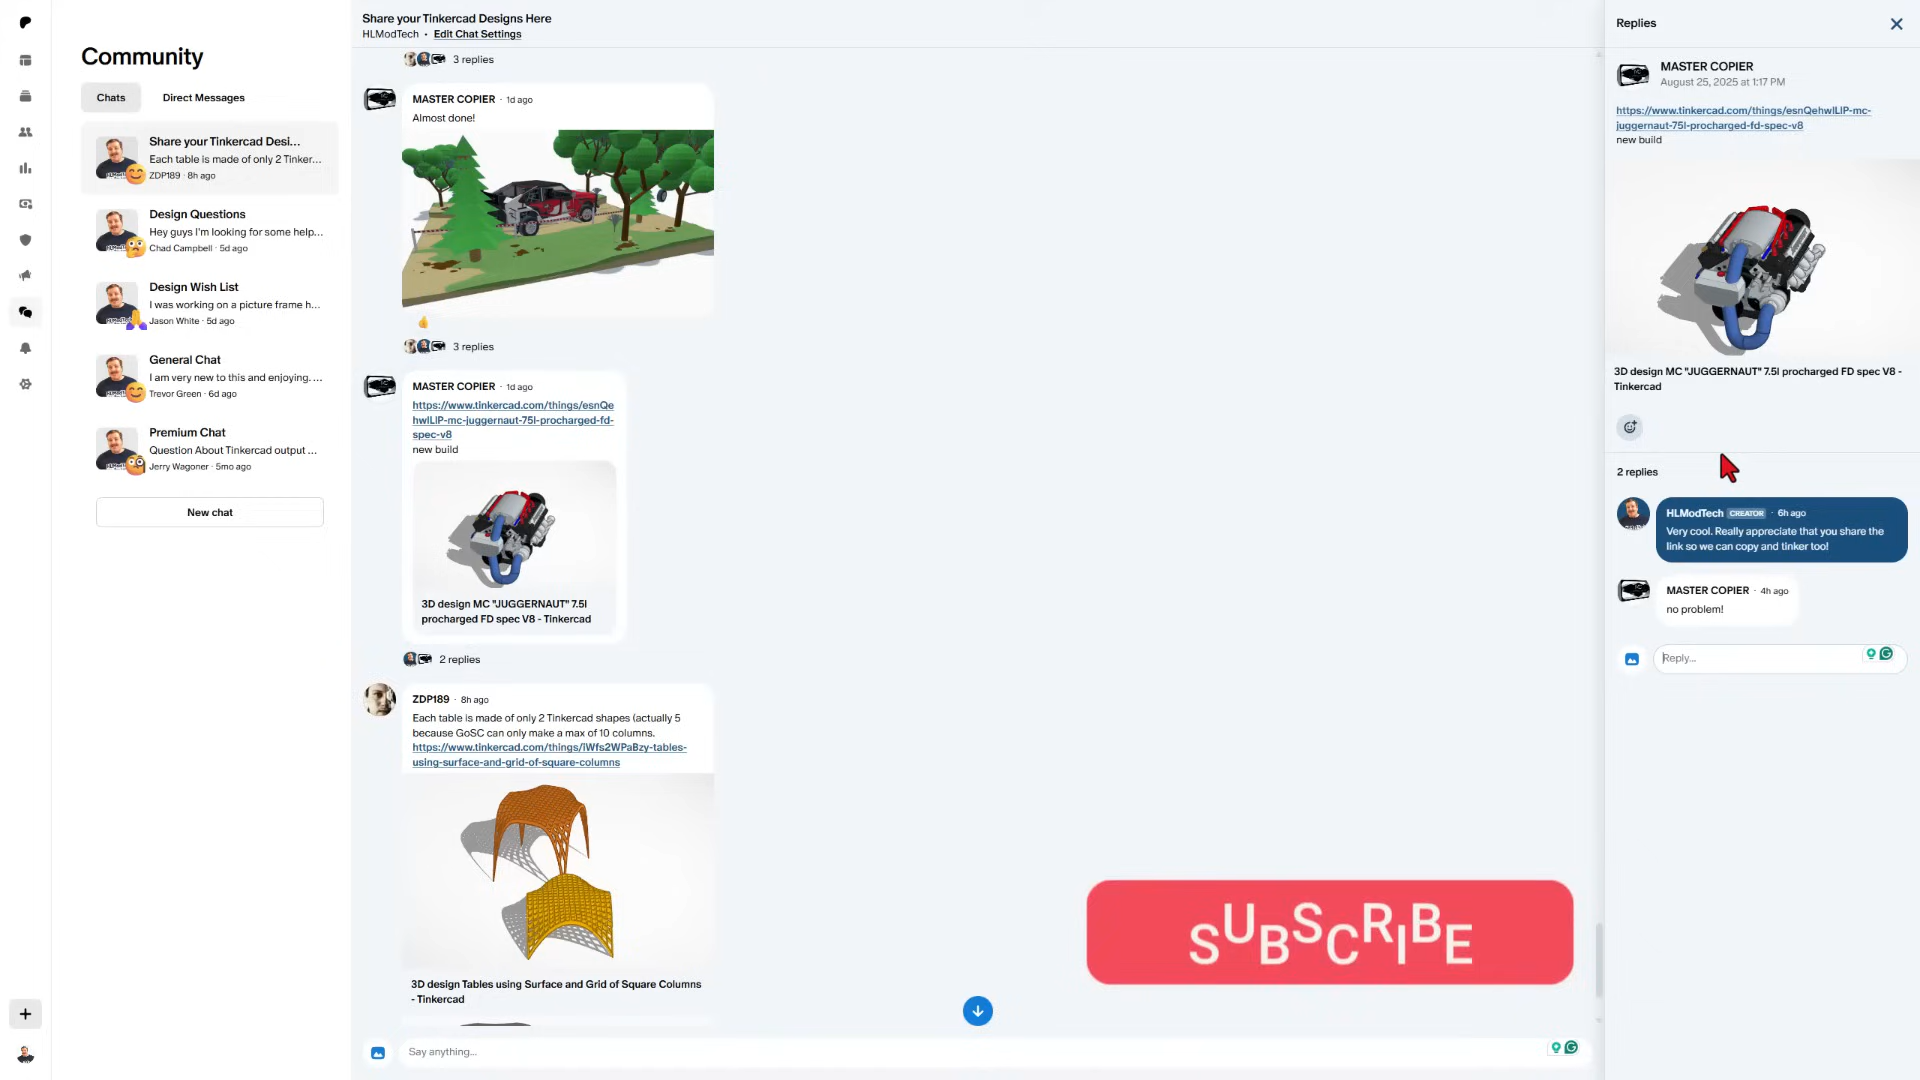 Community
Chats
Direct Messages
Share your Tinkercad Desi...
Each table is made of only 2 Tinker...
ZDP189 · 8h ago
Design Questions
Hey guys I'm looking for some help...
Chad Campbell · 5d ago
Design Wish List
I was working on a picture frame h...
Jason White · 5d ago
General Chat
I am very new to this and enjoying. ...
Trevor Green · 6d ago
Premium Chat
Question About Tinkercad output ...
Jerry Wagoner · 5mo ago
New chat
Share your Tinkercad Designs Here
HLModTech • Edit Chat Settings
3 replies
MASTER COPIER · 1d ago
Almost done!
3 replies
MASTER COPIER · 1d ago
https://www.tinkercad.com/things/esnQe
hwlLlP-mc-juggernaut-75l-procharged-fd-
spec-v8
new build
3D design MC "JUGGERNAUT" 7.5l
procharged FD spec V8 - Tinkercad
2 replies
ZDP189 · 8h ago
Each table is made of only 2 Tinkercad shapes (actually 5
because GoSC can only make a max of 10 columns.
https://www.tinkercad.com/things/iWfs2WPaBzy-tables-
using-surface-and-grid-of-square-columns
3D design Tables using Surface and Grid of Square Columns
- Tinkercad
Say anything...
SUBSCRIBE
Replies
MASTER COPIER
August 25, 2025 at 1:17 PM
https://www.tinkercad.com/things/esnQehwlLlP-mc-
juggernaut-75l-procharged-fd-spec-v8
new build
3D design MC "JUGGERNAUT" 7.5l procharged FD spec V8 -
Tinkercad
2 replies
HLModTech CREATOR · 6h ago
Very cool. Really appreciate that you share the
link so we can copy and tinker too!
MASTER COPIER · 4h ago
no problem!
Reply...